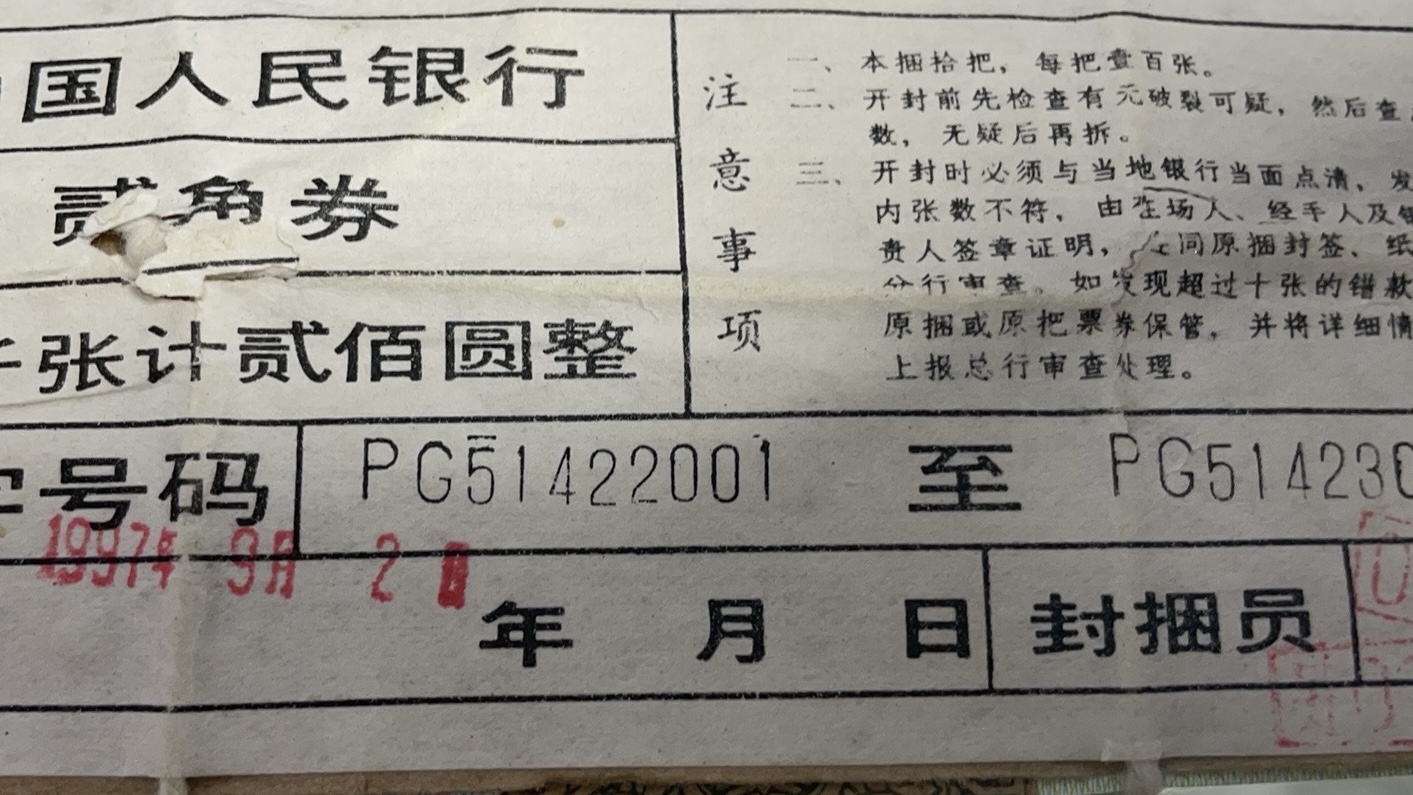 国人民银行
贰角券
张计贰佰圆整
注意事项
一、本捆拾把，每把壹百张。
二、开封前先检查有无破裂可疑，然后查
数，无疑后再拆。
三、开封时必须与当地银行当面点清，发
内张数不符，由在场人、经手人及
责人签章证明，同原捆封签、纸
分行审查。如发现超过十张的错款
原捆或原把票券保管，并将详细情
上报总行审查处理。
号码
PG51422001 至 PG514230
1997年 9月 2
年 月 日 封捆员